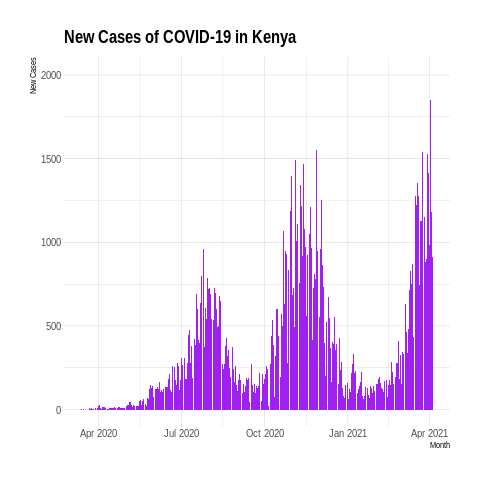 New Cases of COVID-19 in Kenya
New Cases
2000
1500
1000
500
0
Apr 2020 Jul 2020 Oct 2020 Jan 2021 Apr 2021
Month